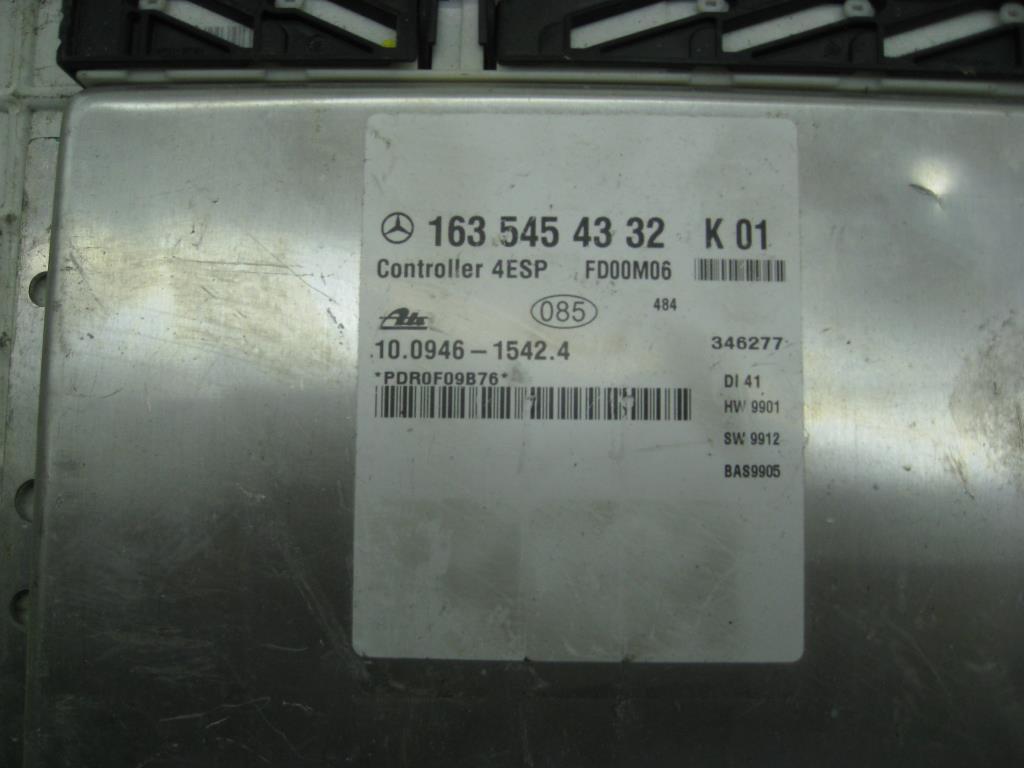 163 545 43 32 K 01
Controller 4ESP FD00M06
085 484
Ate
10.0946-1542.4 346277
*PDR0F09B76*
DI 41
HW 9901
SW 9912
BAS9905